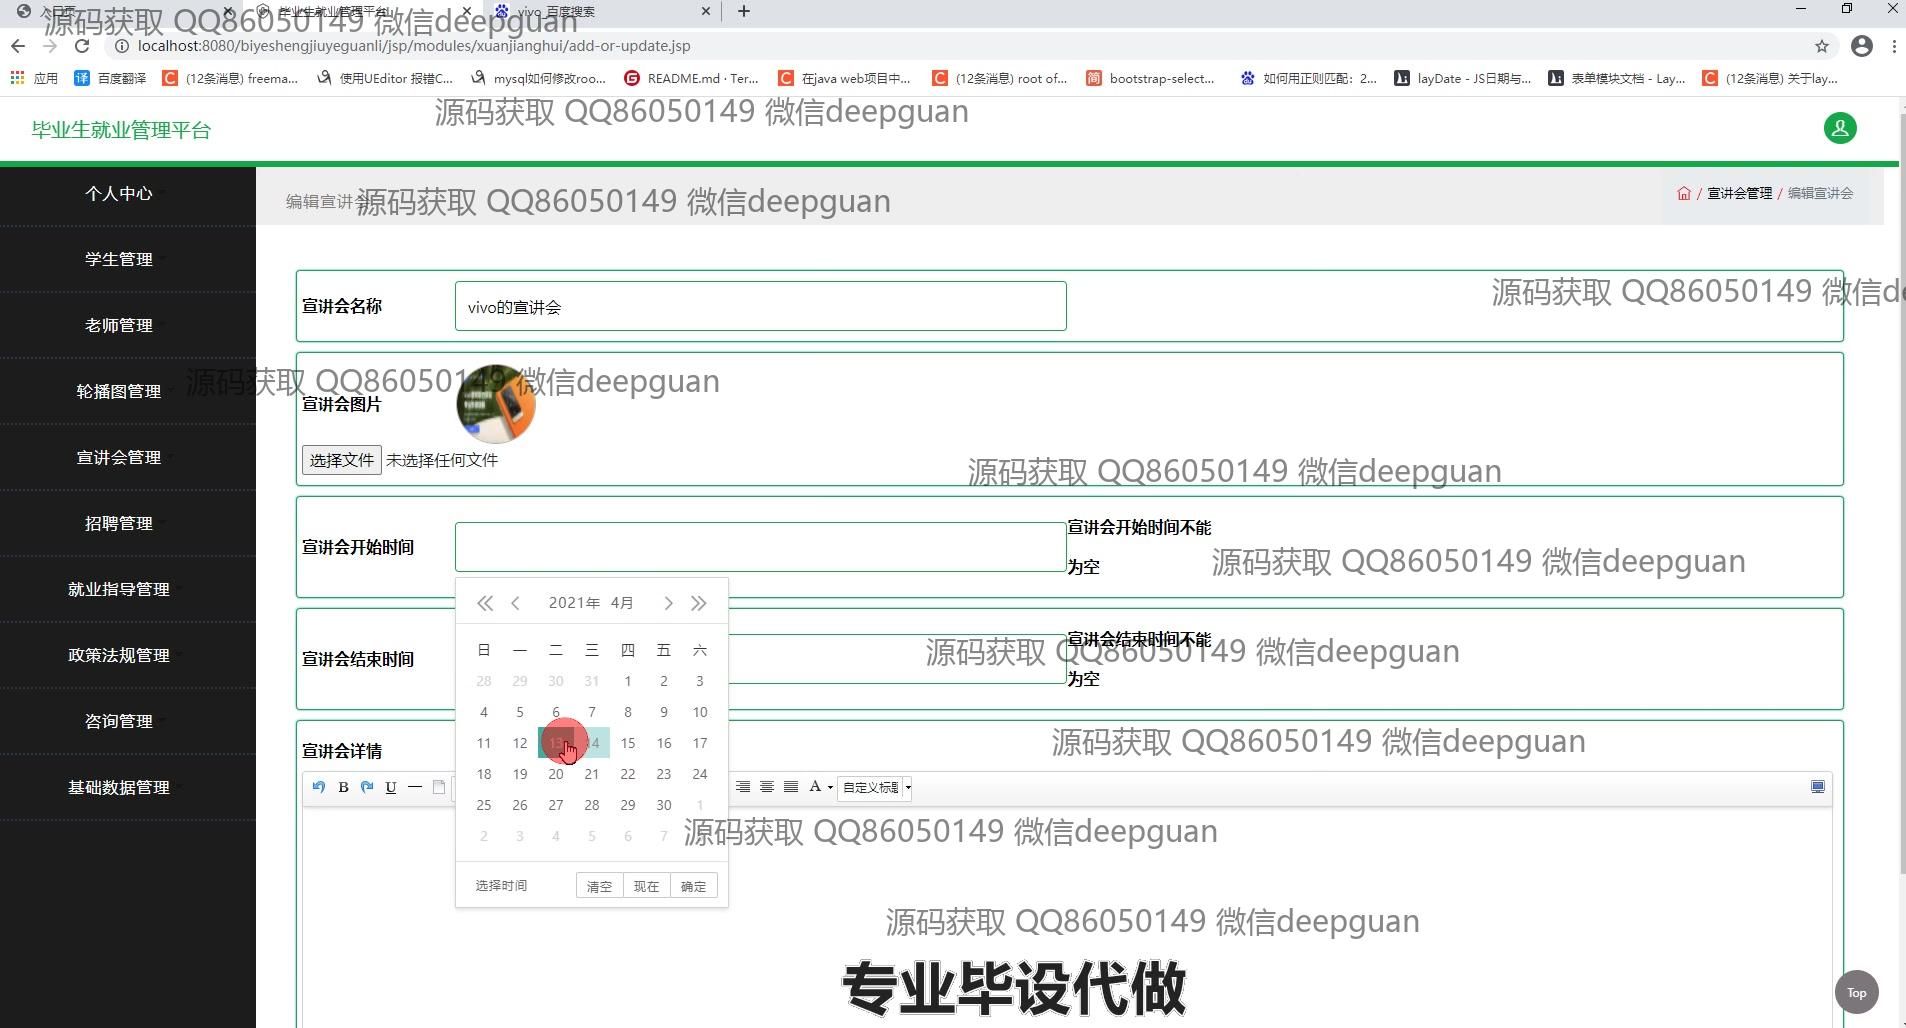 毕业生就业管理平台
vivo_百度搜索
源码获取 QQ86050149 微信deepguan
localhost:8080/biyeshengjiuyeguanli/jsp/modules/xuanjianghui/add-or-update.jsp
应用
百度翻译
(12条消息) freema...
使用UEditor 报错C...
mysql如何修改roo...
README.md · Ter...
在java web项目中...
(12条消息) root of...
bootstrap-select...
如何用正则匹配：2...
layDate - JS日期与...
表单模块文档 - Lay...
(12条消息) 关于lay...
源码获取 QQ86050149 微信deepguan
毕业生就业管理平台
个人中心
学生管理
老师管理
轮播图管理
宣讲会管理
招聘管理
就业指导管理
政策法规管理
咨询管理
基础数据管理
编辑宣讲会
源码获取 QQ86050149 微信deepguan
/ 宣讲会管理 / 编辑宣讲会
源码获取 QQ86050149 微信de
宣讲会名称
vivo的宣讲会
源码获取 QQ86050149 微信deepguan
宣讲会图片
选择文件 未选择任何文件
源码获取 QQ86050149 微信deepguan
宣讲会开始时间
宣讲会开始时间不能
为空
源码获取 QQ86050149 微信deepguan
2021年 4月
日 一 二 三 四 五 六
28 29 30 31 1 2 3
4 5 6 7 8 9 10
11 12 13 14 15 16 17
18 19 20 21 22 23 24
25 26 27 28 29 30 1
2 3 4 5 6 7
选择时间
清空 现在 确定
宣讲会结束时间
宣讲会结束时间不能
为空
源码获取 QQ86050149 微信deepguan
宣讲会详情
源码获取 QQ86050149 微信deepguan
B U A 自定义标题
源码获取 QQ86050149 微信deepguan
源码获取 QQ86050149 微信deepguan
专业毕设代做
Top